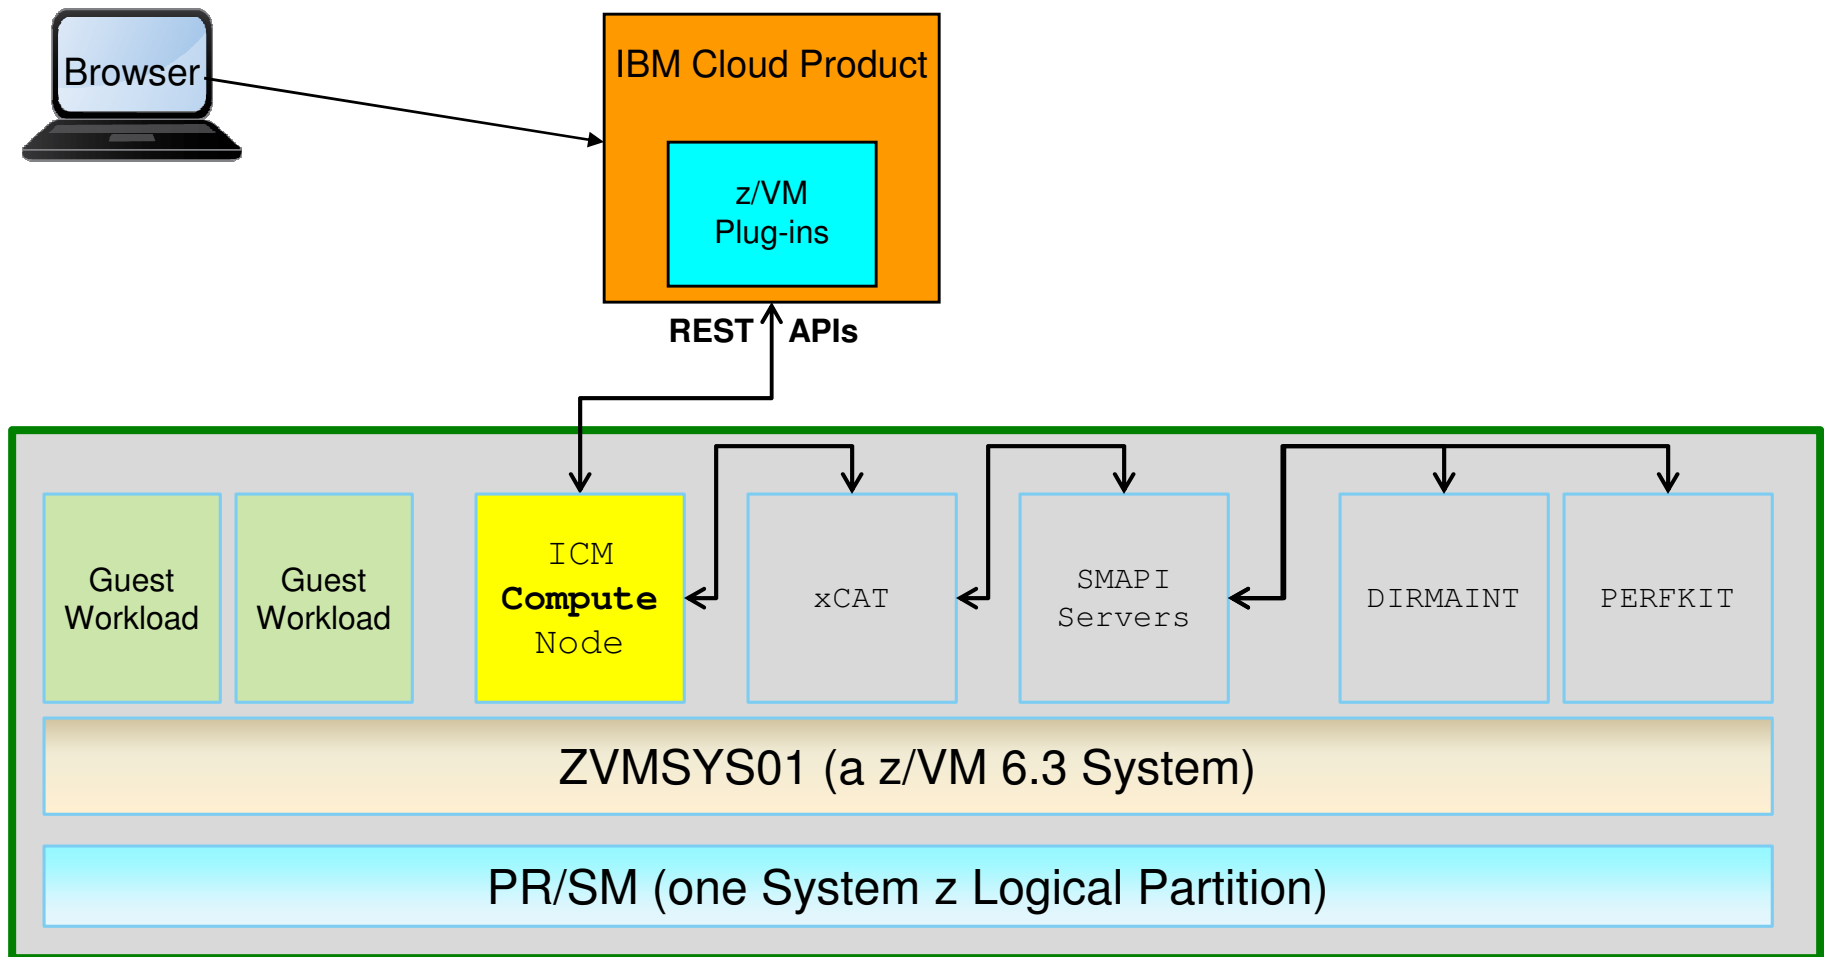 Browser
IBM Cloud Product
z/VM
Plug-ins
REST APIs
Guest
Workload
Guest
Workload
ICM
Compute
Node
xCAT
SMAPI
Servers
DIRMAINT
PERFKIT
ZVMSYS01 (a z/VM 6.3 System)
PR/SM (one System z Logical Partition)